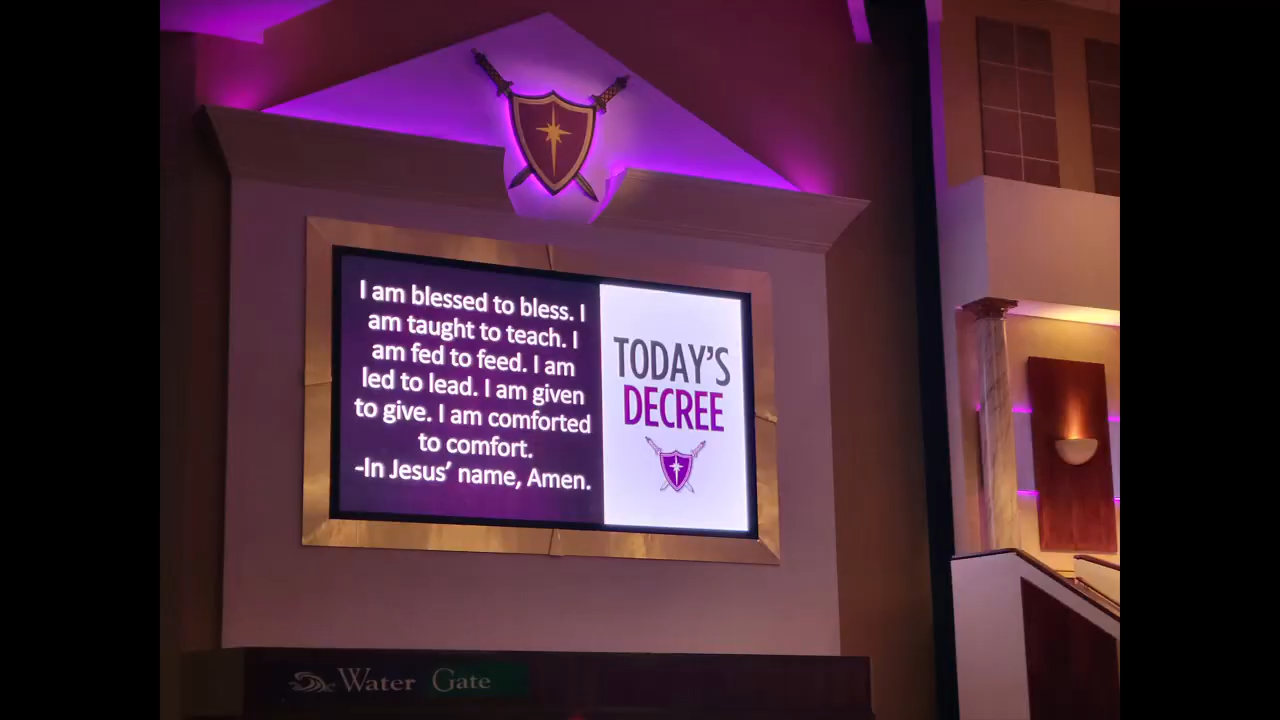 I am blessed to bless. I
am taught to teach. I
am fed to feed. I am
led to lead. I am given
to give. I am comforted
to comfort.
-In Jesus’ name, Amen.
TODAY’S
DECREE
Water Gate